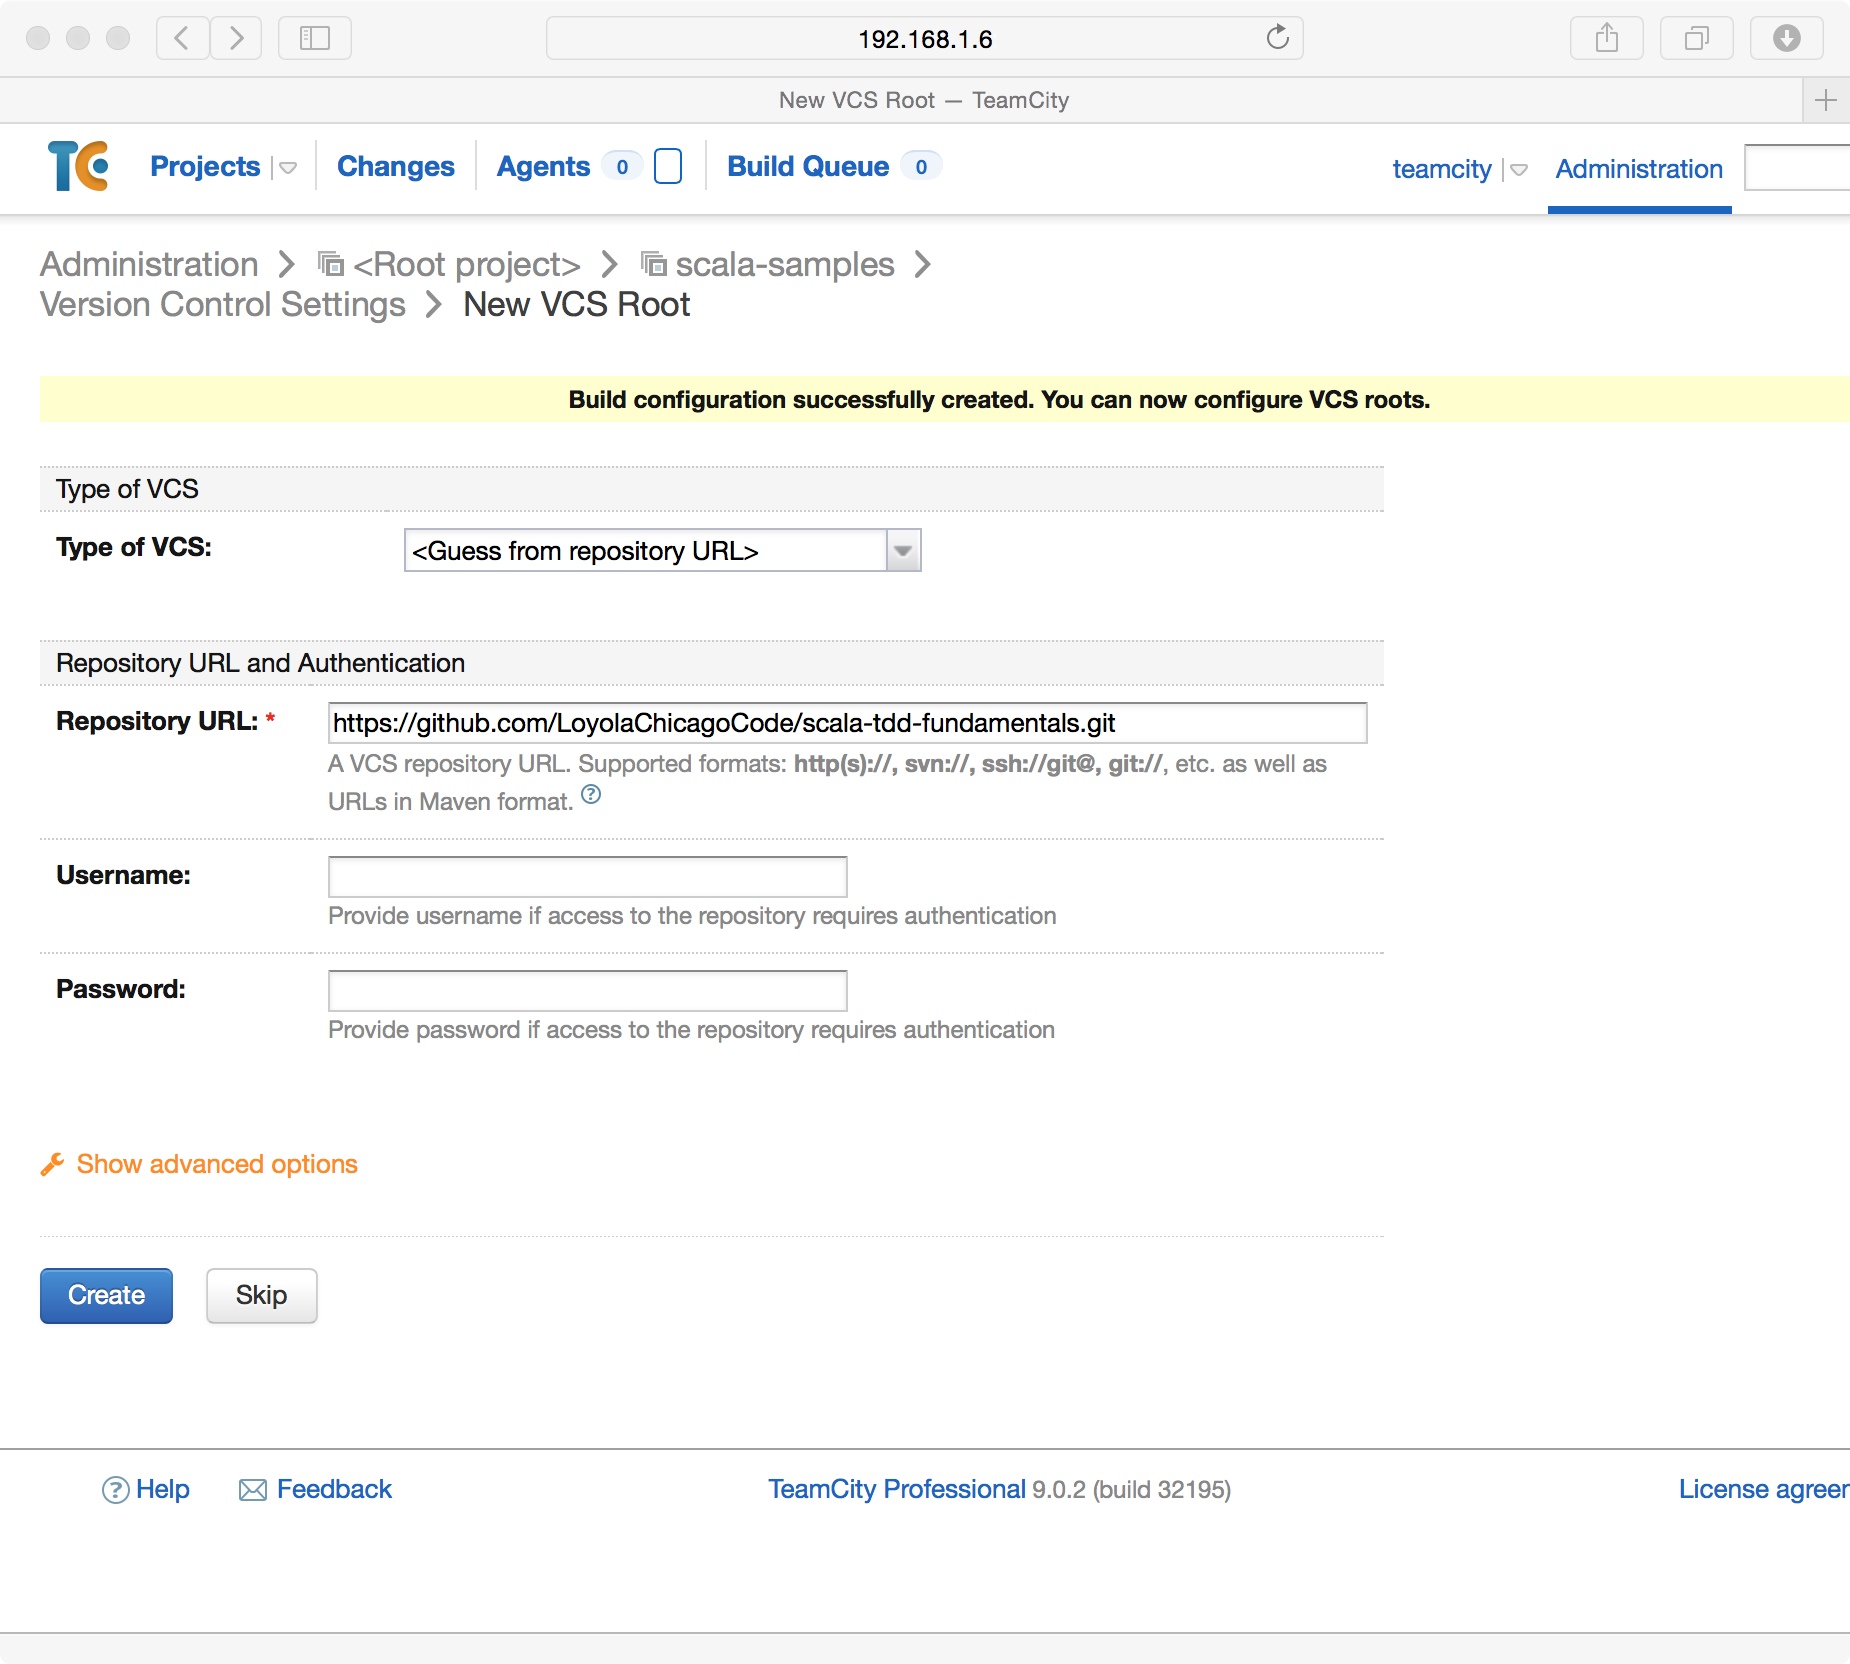 192.168.1.6
New VCS Root — TeamCity
TC Projects Changes Agents 0 Build Queue 0 teamcity Administration
Administration <Root project> scala-samples
Version Control Settings New VCS Root
Build configuration successfully created. You can now configure VCS roots.
Type of VCS
Type of VCS: <Guess from repository URL>
Repository URL and Authentication
Repository URL: * https://github.com/LoyolaChicagoCode/scala-tdd-fundamentals.git
A VCS repository URL. Supported formats: http(s)://, svn://, ssh://git@, git://, etc. as well as
URLs in Maven format. ?
Username:
Provide username if access to the repository requires authentication
Password:
Provide password if access to the repository requires authentication
Show advanced options
Create Skip
? Help Feedback TeamCity Professional 9.0.2 (build 32195) License agreer